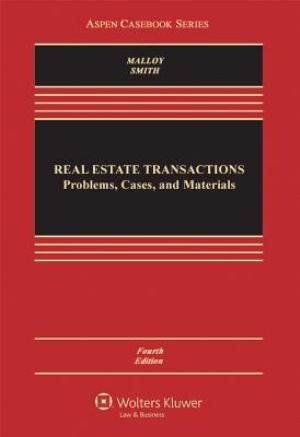 ASPEN CASEBOOK SERIES
MALLOY
SMITH
REAL ESTATE TRANSACTIONS
Problems, Cases, and Materials
Fourth
Edition
Wolters Kluwer
Law & Business